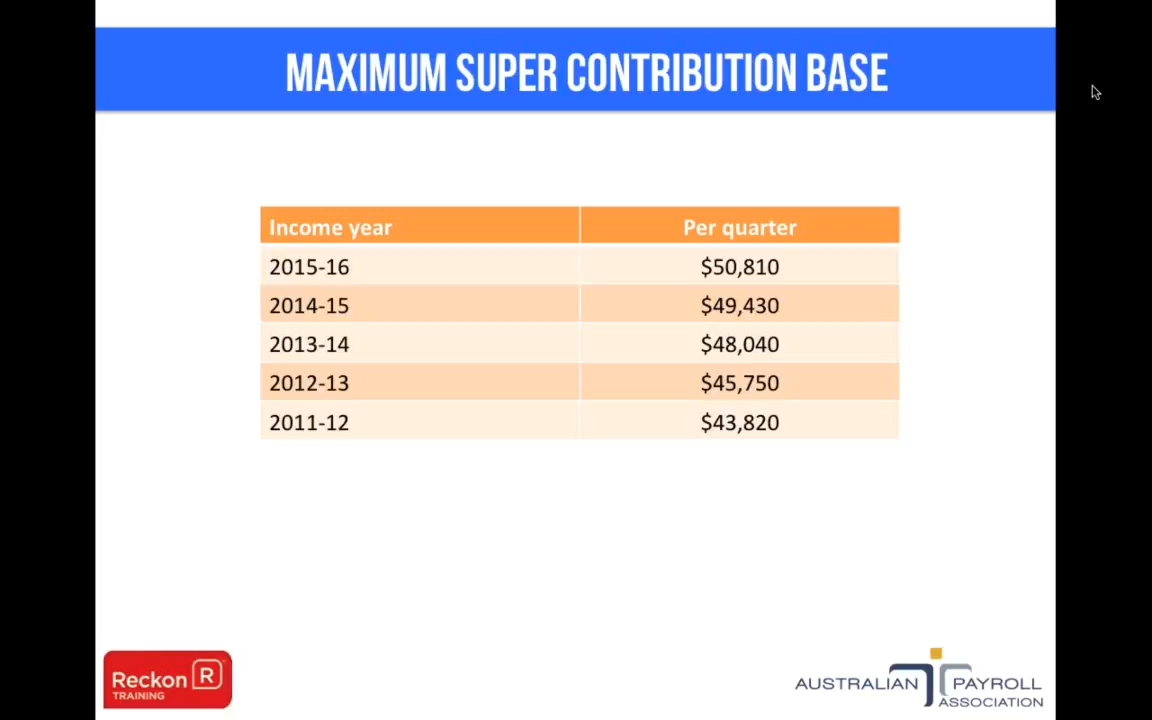 MAXIMUM SUPER CONTRIBUTION BASE
Income year Per quarter
2015-16 $50,810
2014-15 $49,430
2013-14 $48,040
2012-13 $45,750
2011-12 $43,820
Reckon R
TRAINING
AUSTRALIAN PAYROLL
ASSOCIATION